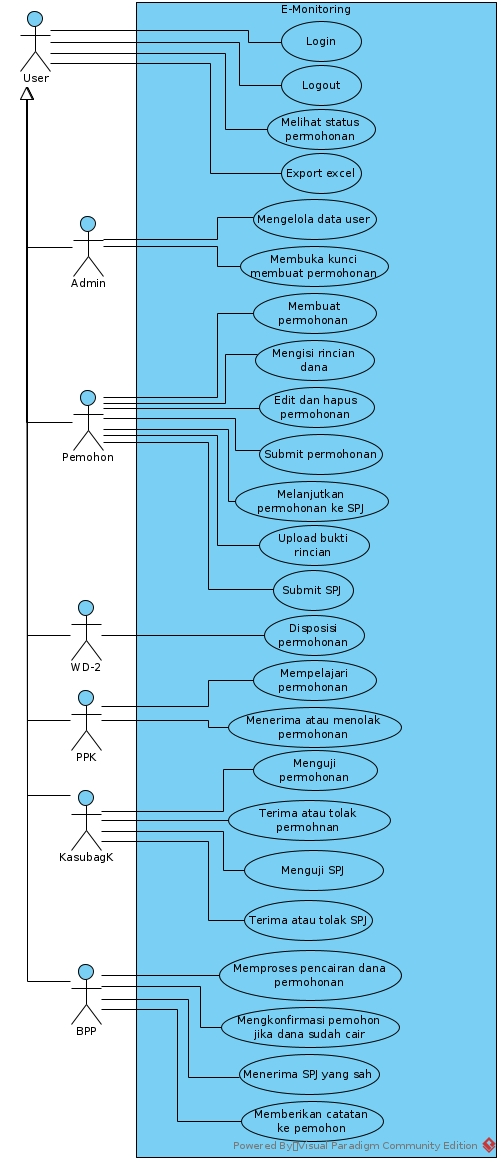 E-Monitoring
User
Login
Logout
Melihat status
permohonan
Export excel
Admin
Mengelola data user
Membuka kunci
membuat permohonan
Pemohon
Membuat
permohonan
Mengisi rincian
dana
Edit dan hapus
permohonan
Submit permohonan
Melanjutkan
permohonan ke SPJ
Upload bukti
rincian
Submit SPJ
WD-2
Disposisi
permohonan
PPK
Mempelajari
permohonan
Menerima atau menolak
permohonan
KasubagK
Menguji
permohonan
Terima atau tolak
permohnan
Menguji SPJ
Terima atau tolak SPJ
BPP
Memproses pencairan dana
permohonan
Mengkonfirmasi pemohon
jika dana sudah cair
Menerima SPJ yang sah
Memberikan catatan
ke pemohon
Powered By Visual Paradigm Community Edition